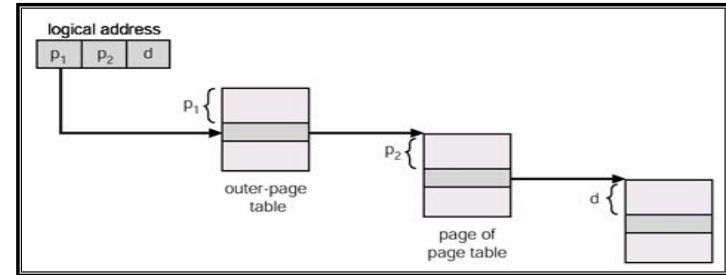 logical address
p₁ p₂ d
p₁
outer-page
table
p₂
page of
page table
d